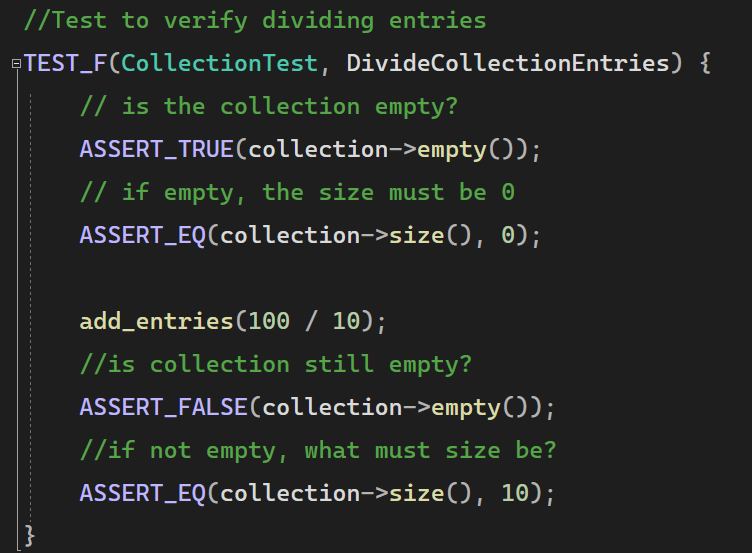 //Test to verify dividing entries
TEST_F(CollectionTest, DivideCollectionEntries) {
// is the collection empty?
ASSERT_TRUE(collection->empty());
// if empty, the size must be 0
ASSERT_EQ(collection->size(), 0);
add_entries(100 / 10);
//is collection still empty?
ASSERT_FALSE(collection->empty());
//if not empty, what must size be?
ASSERT_EQ(collection->size(), 10);
}